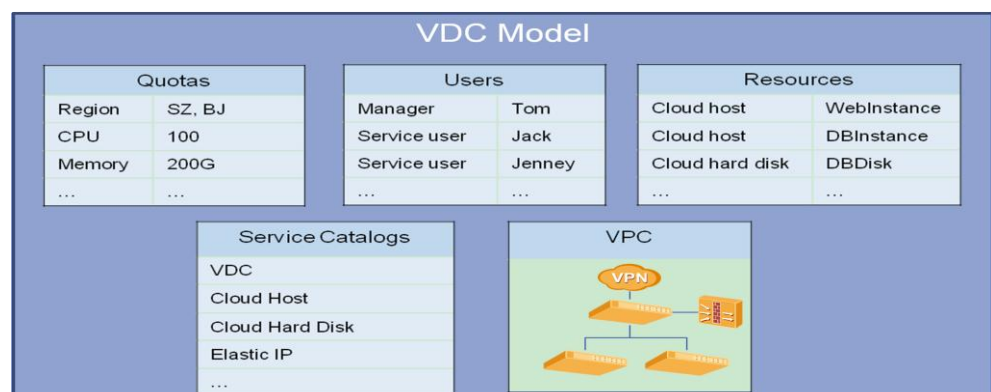 VDC Model
Quotas
Region SZ, BJ
CPU 100
Memory 200G
... ...
Users
Manager Tom
Service user Jack
Service user Jenney
... ...
Resources
Cloud host WebInstance
Cloud host DBInstance
Cloud hard disk DBDisk
... ...
Service Catalogs
VDC
Cloud Host
Cloud Hard Disk
Elastic IP
...
VPC
VPN